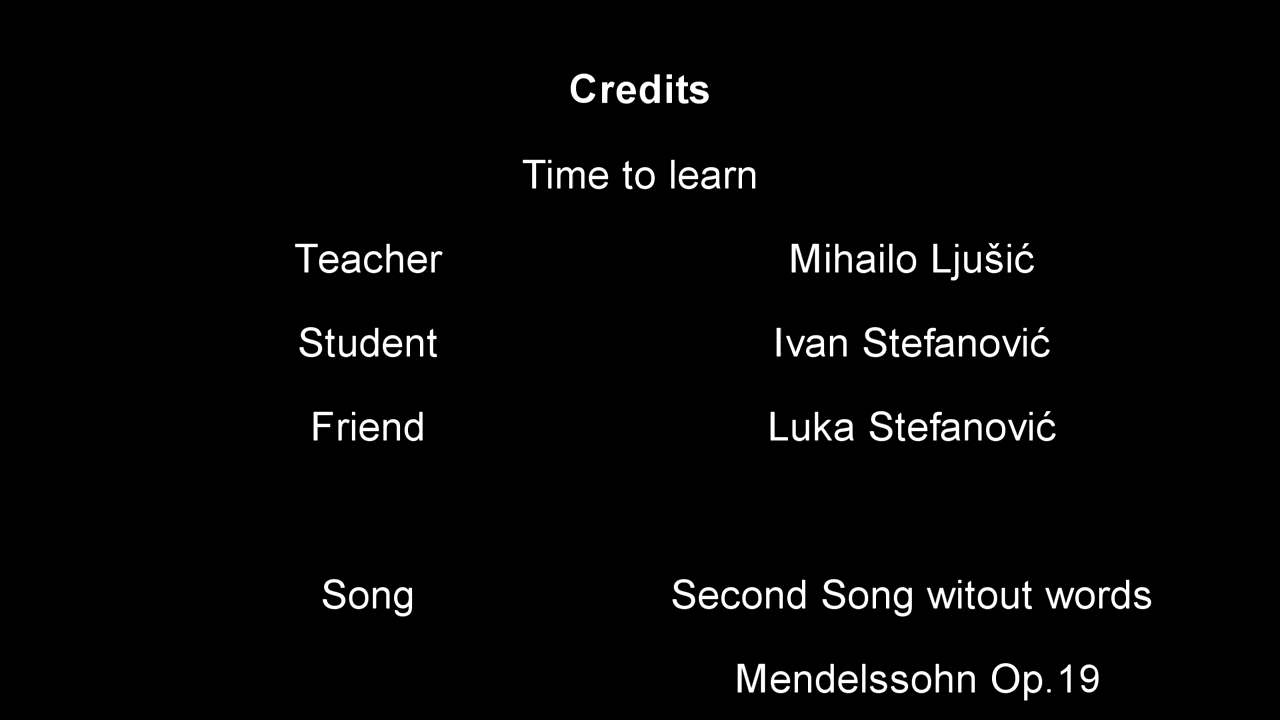 Credits
Time to learn
Teacher Mihailo Ljušić
Student Ivan Stefanović
Friend Luka Stefanović
Song Second Song witout words
Mendelssohn Op.19